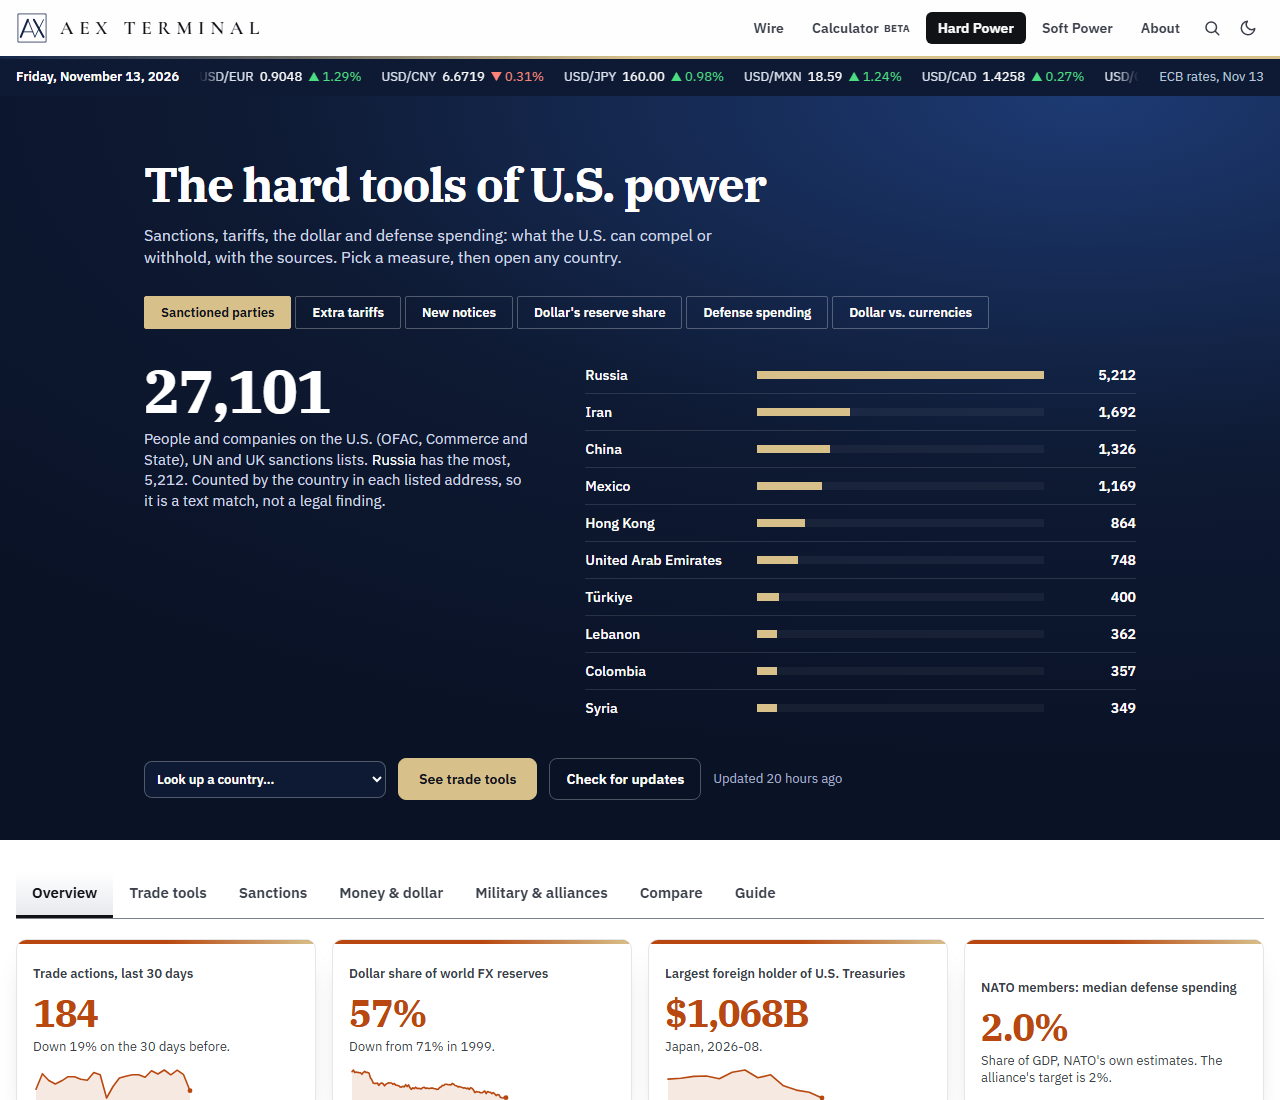 AEX TERMINAL
Wire
Calculator BETA
Hard Power
Soft Power
About
Friday, November 13, 2026
USD/EUR 0.9048 ▲ 1.29%
USD/CNY 6.6719 ▼ 0.31%
USD/JPY 160.00 ▲ 0.98%
USD/MXN 18.59 ▲ 1.24%
USD/CAD 1.4258 ▲ 0.27%
USD/
ECB rates, Nov 13
The hard tools of U.S. power
Sanctions, tariffs, the dollar and defense spending: what the U.S. can compel or
withhold, with the sources. Pick a measure, then open any country.
Sanctioned parties
Extra tariffs
New notices
Dollar's reserve share
Defense spending
Dollar vs. currencies
27,101
People and companies on the U.S. (OFAC, Commerce and
State), UN and UK sanctions lists. Russia has the most,
5,212. Counted by the country in each listed address, so
it is a text match, not a legal finding.
Russia 5,212
Iran 1,692
China 1,326
Mexico 1,169
Hong Kong 864
United Arab Emirates 748
Türkiye 400
Lebanon 362
Colombia 357
Syria 349
Look up a country...
See trade tools
Check for updates
Updated 20 hours ago
Overview
Trade tools
Sanctions
Money & dollar
Military & alliances
Compare
Guide
Trade actions, last 30 days
184
Down 19% on the 30 days before.
Dollar share of world FX reserves
57%
Down from 71% in 1999.
Largest foreign holder of U.S. Treasuries
$1,068B
Japan, 2026-08.
NATO members: median defense spending
2.0%
Share of GDP, NATO's own estimates. The
alliance's target is 2%.